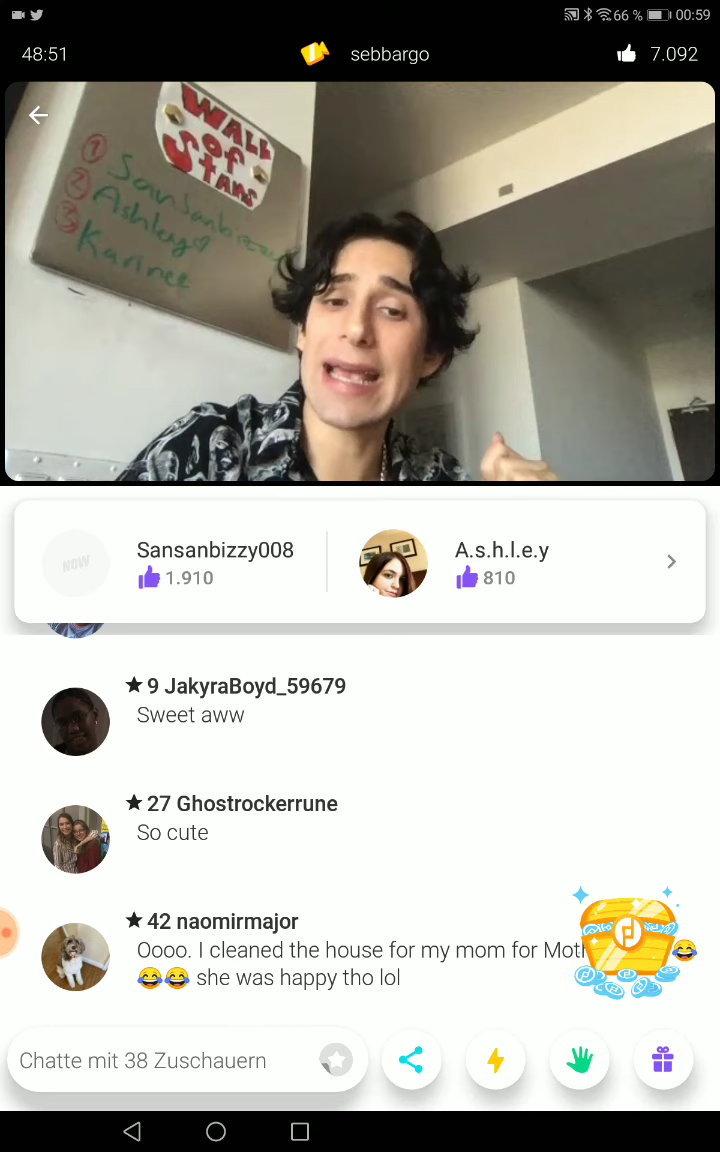 66 % 00:59
48:51 sebbargo 7.092
WALL
OF
STARS
1 Sansanbizzy
2 Ashley
3 Karinee
NOW
Sansanbizzy008
1.910
A.s.h.l.e.y
810
★ 9 JakyraBoyd_59679
Sweet aww
★ 27 Ghostrockerrune
So cute
★ 42 naomirmajor
Oooo. I cleaned the house for my mom for Moth
😂😂 she was happy tho lol
Chatte mit 38 Zuschauern